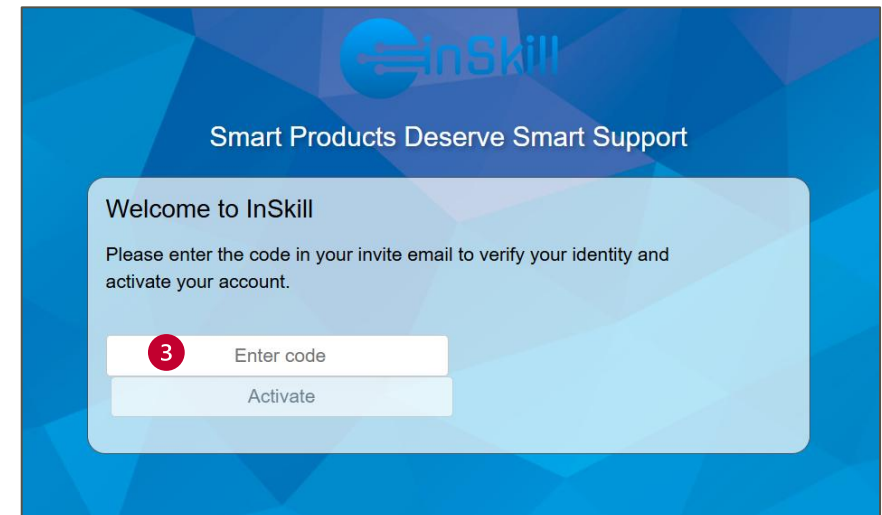 inSkill
Smart Products Deserve Smart Support
Welcome to InSkill
Please enter the code in your invite email to verify your identity and
activate your account.
3 Enter code
Activate